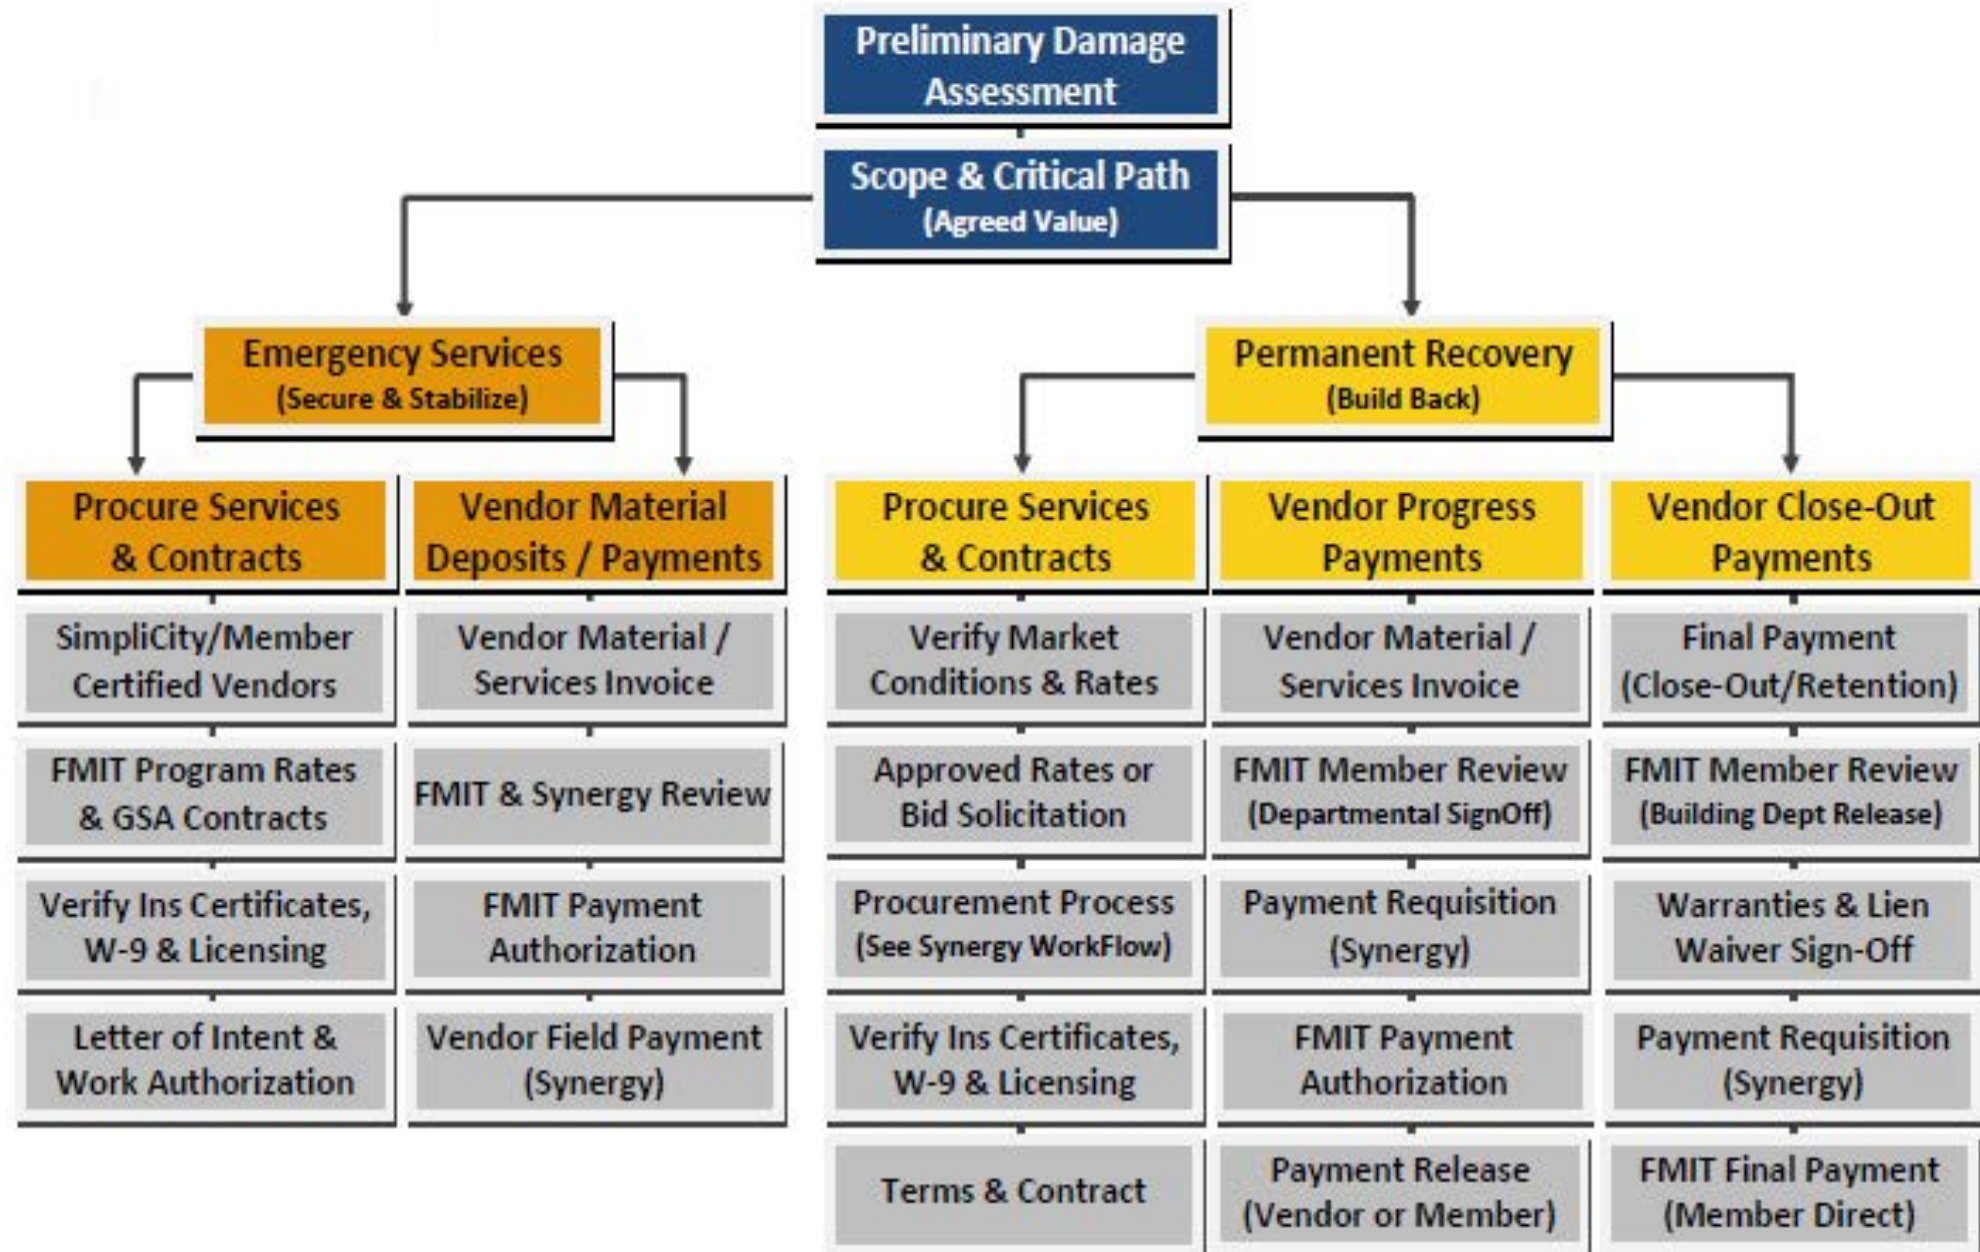 Preliminary Damage
Assessment
Scope & Critical Path
(Agreed Value)
Emergency Services
(Secure & Stabilize)
Permanent Recovery
(Build Back)
Procure Services
& Contracts
SimpliCity/Member
Certified Vendors
FMIT Program Rates
& GSA Contracts
Verify Ins Certificates,
W-9 & Licensing
Letter of Intent &
Work Authorization
Vendor Material
Deposits / Payments
Vendor Material /
Services Invoice
FMIT & Synergy Review
FMIT Payment
Authorization
Vendor Field Payment
(Synergy)
Procure Services
& Contracts
Verify Market
Conditions & Rates
Approved Rates or
Bid Solicitation
Procurement Process
(See Synergy WorkFlow)
Verify Ins Certificates,
W-9 & Licensing
Terms & Contract
Vendor Progress
Payments
Vendor Material /
Services Invoice
FMIT Member Review
(Departmental SignOff)
Payment Requisition
(Synergy)
FMIT Payment
Authorization
Payment Release
(Vendor or Member)
Vendor Close-Out
Payments
Final Payment
(Close-Out/Retention)
FMIT Member Review
(Building Dept Release)
Warranties & Lien
Waiver Sign-Off
Payment Requisition
(Synergy)
FMIT Final Payment
(Member Direct)